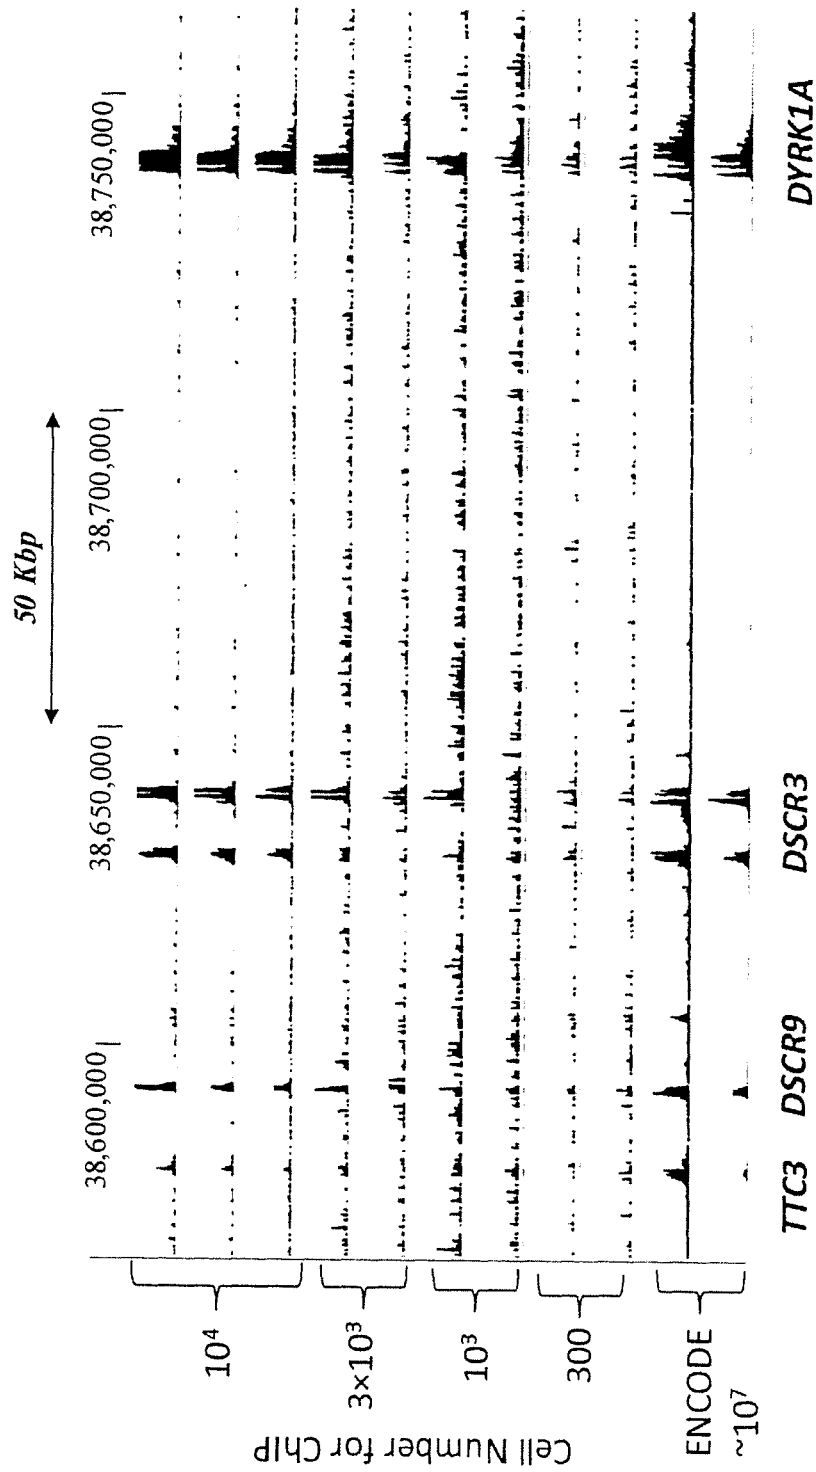 50 Kbp
38,600,000|
38,650,000|
38,700,000|
38,750,000|
Cell Number for ChIP
10⁴
3×10³
10³
300
ENCODE
~10⁷
TTC3
DSCR9
DSCR3
DYRK1A